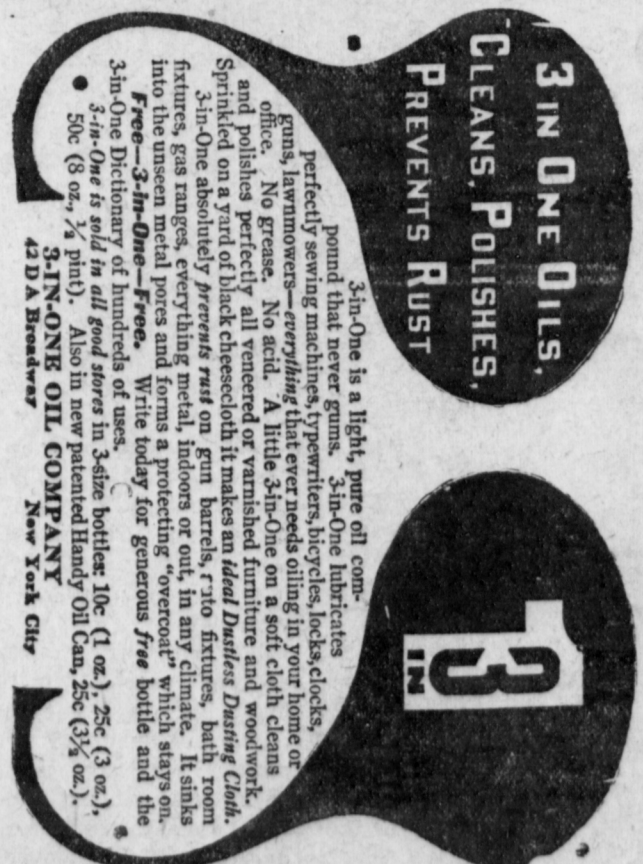 3 IN ONE OILS,
CLEANS, POLISHES,
PREVENTS RUST
3 IN 1
3-in-One is a light, pure oil com-
pound that never gums. 3-in-One lubricates
perfectly sewing machines, typewriters, bicycles, locks, clocks,
guns, lawnmowers—everything that ever needs oiling in your home or
office. No grease. No acid. A little 3-in-One on a soft cloth cleans
and polishes perfectly all veneered or varnished furniture and woodwork.
Sprinkled on a yard of black cheesecloth it makes an ideal Dustless Dusting Cloth.
3-in-One absolutely prevents rust on gun barrels, fixtures, bath room
fixtures, gas ranges, everything metal, indoors or out, in any climate. It sinks
into the unseen metal pores and forms a protecting "overcoat" which stays on.
Free—3-in-One—Free. Write today for generous free bottle and the
3-in-One Dictionary of hundreds of uses.
3-in-One is sold in all good stores in 3-size bottles: 10c (1 oz.), 25c (3 oz.),
50c (8 oz., ½ pint). Also in new patented Handy Oil Can, 25c (3½ oz.).
3-IN-ONE OIL COMPANY
42 DA Broadway New York City